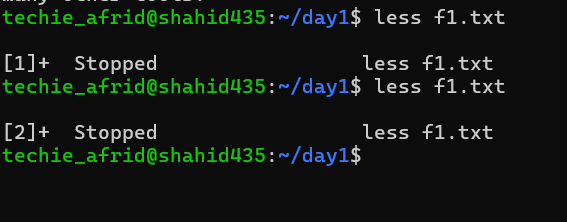 techie_afrid@shahid435:~/day1$ less f1.txt
[1]+  Stopped                 less f1.txt
techie_afrid@shahid435:~/day1$ less f1.txt
[2]+  Stopped                 less f1.txt
techie_afrid@shahid435:~/day1$